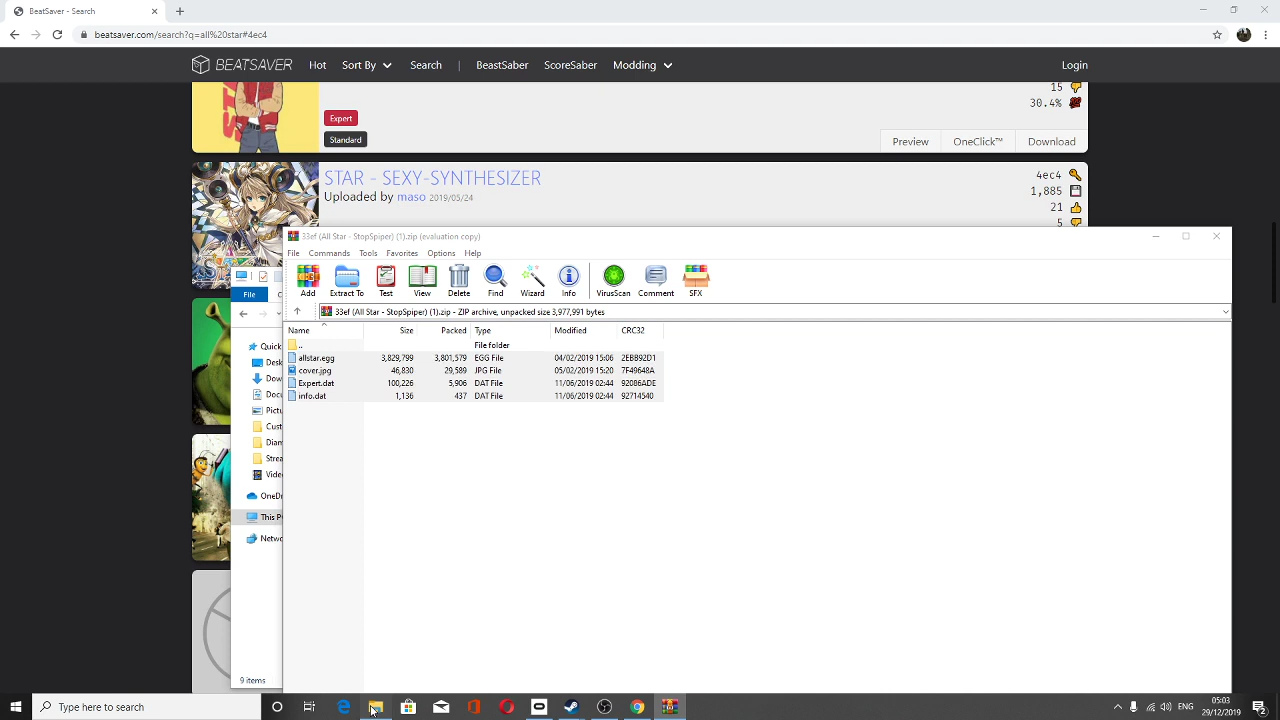 BeatSaver - Search
beatsaver.com/search?q=all%20star#4ec4
BEATSAVER Hot Sort By Search | BeastSaber ScoreSaber Modding Login
15
30.4%
Expert
Standard
Preview OneClick™ Download
STAR - SEXY-SYNTHESIZER
Uploaded by maso 2019/05/24
4ec4
1,885
21
5
33ef (All Star - StopSpiper) (1).zip (evaluation copy)
File Commands Tools Favorites Options Help
Add Extract To Test View Delete Find Wizard Info VirusScan Comment SFX
33ef (All Star - StopSpiper) (1).zip - ZIP archive, unpacked size 3,977,991 bytes
Name Size Packed Type Modified CRC32
.. File folder
allstar.egg 3,829,799 3,801,579 EGG File 04/02/2019 15:06 2EBB92D1
cover.jpg 46,830 29,589 JPG File 05/02/2019 15:20 7F49648A
Expert.dat 100,226 5,906 DAT File 11/06/2019 02:44 92086ADE
info.dat 1,136 437 DAT File 11/06/2019 02:44 92714540
File
Quick
Desk
Dow
Docu
Pictu
Cust
Diam
Strea
Video
OneDr
This P
Netwo
9 items
Type here to search
ENG
05:03
29/12/2019
2